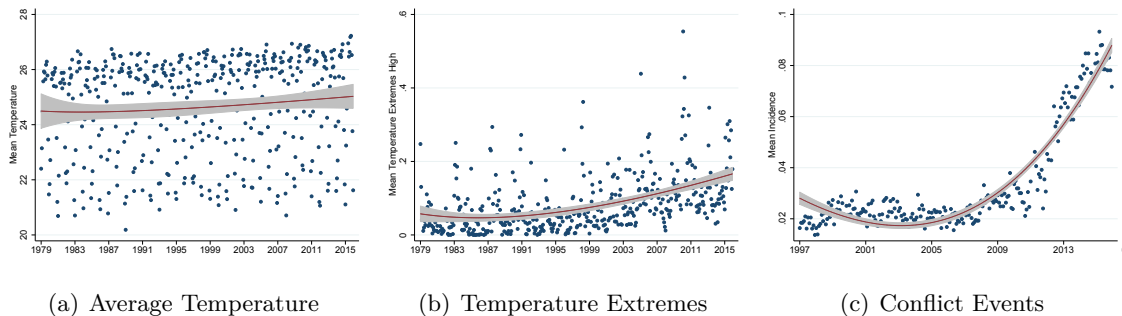 28
26
24
22
20
Mean Temperature
1979 1983 1987 1991 1995 1999 2003 2007 2011 2015
(a) Average Temperature
.6
.4
.2
0
Mean Temperature Extremes High
1979 1983 1987 1991 1995 1999 2003 2007 2011 2015
(b) Temperature Extremes
.1
.08
.06
.04
.02
Mean Incidence
1997 2001 2005 2009 2013
(c) Conflict Events